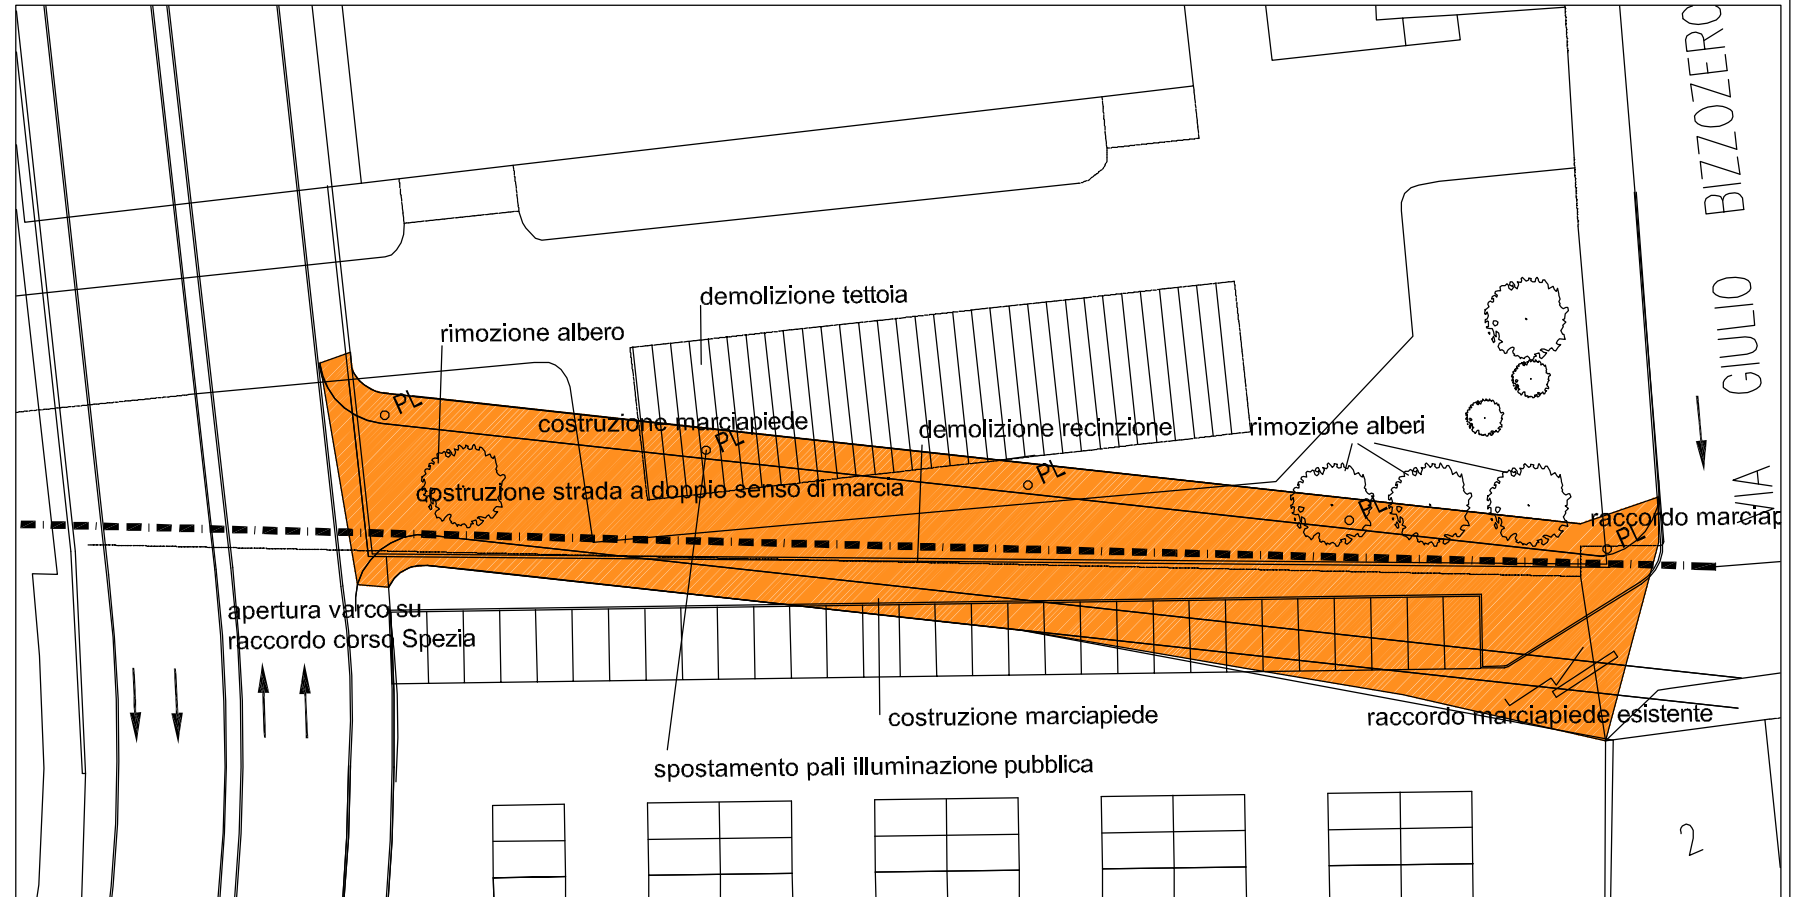 demolizione tettoia
rimozione albero
PL
costruzione marciapiede
PL
demolizione recinzione
rimozione alberi
PL
costruzione strada a doppio senso di marcia
PL
raccordo marciap
PL
apertura varco su
raccordo corso Spezia
costruzione marciapiede
raccordo marciapiede esistente
spostamento pali illuminazione pubblica
VIA GIULIO BIZZOZERO
2